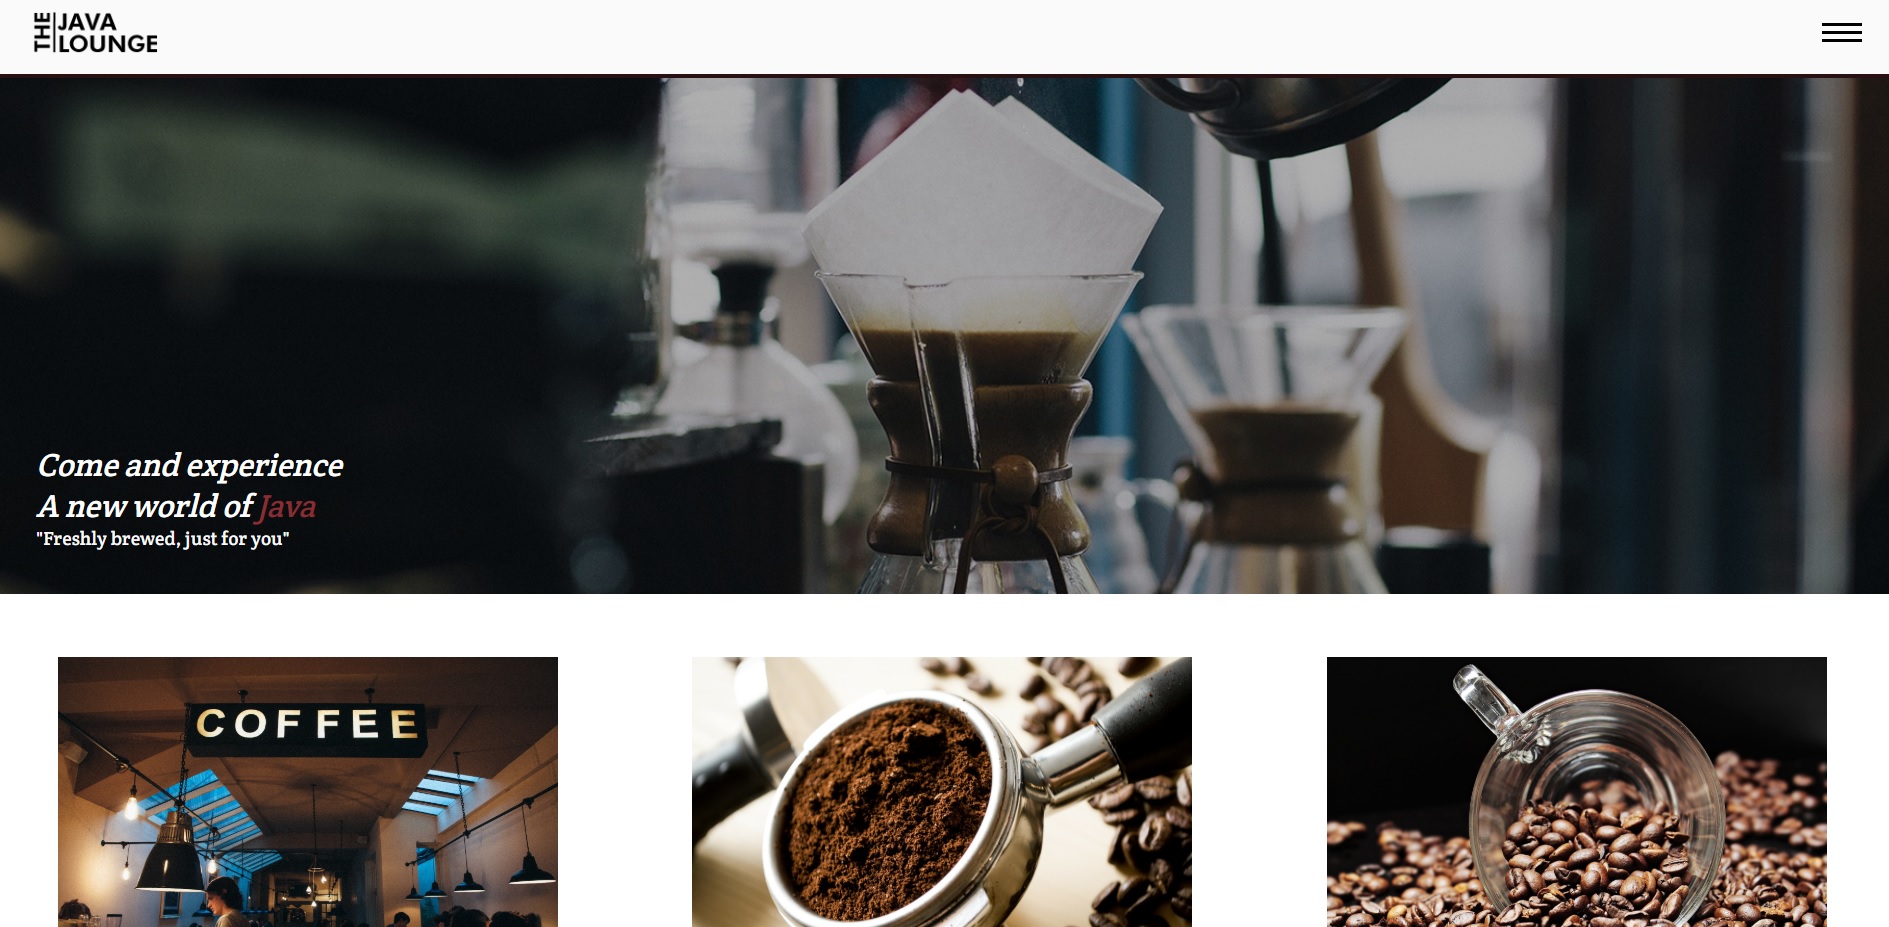 THE JAVA
LOUNGE
Come and experience
A new world of Java
"Freshly brewed, just for you"
COFFEE